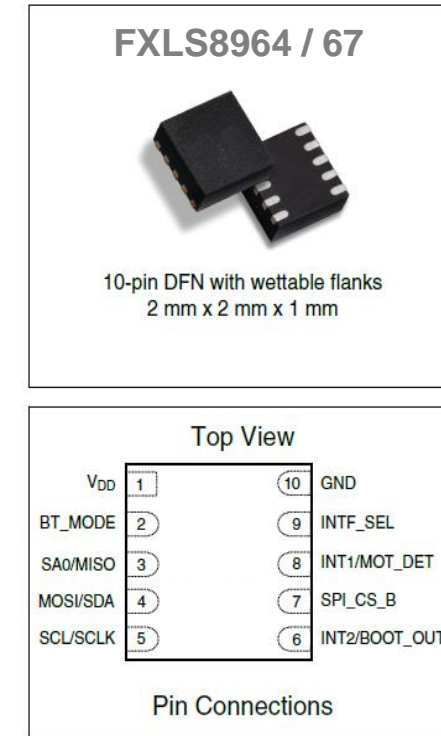 FXLS8964 / 67
10-pin DFN with wettable flanks
2 mm x 2 mm x 1 mm
Top View
VDD 1 10 GND
BT_MODE 2 9 INTF_SEL
SA0/MISO 3 8 INT1/MOT_DET
MOSI/SDA 4 7 SPI_CS_B
SCL/SCLK 5 6 INT2/BOOT_OUT
Pin Connections